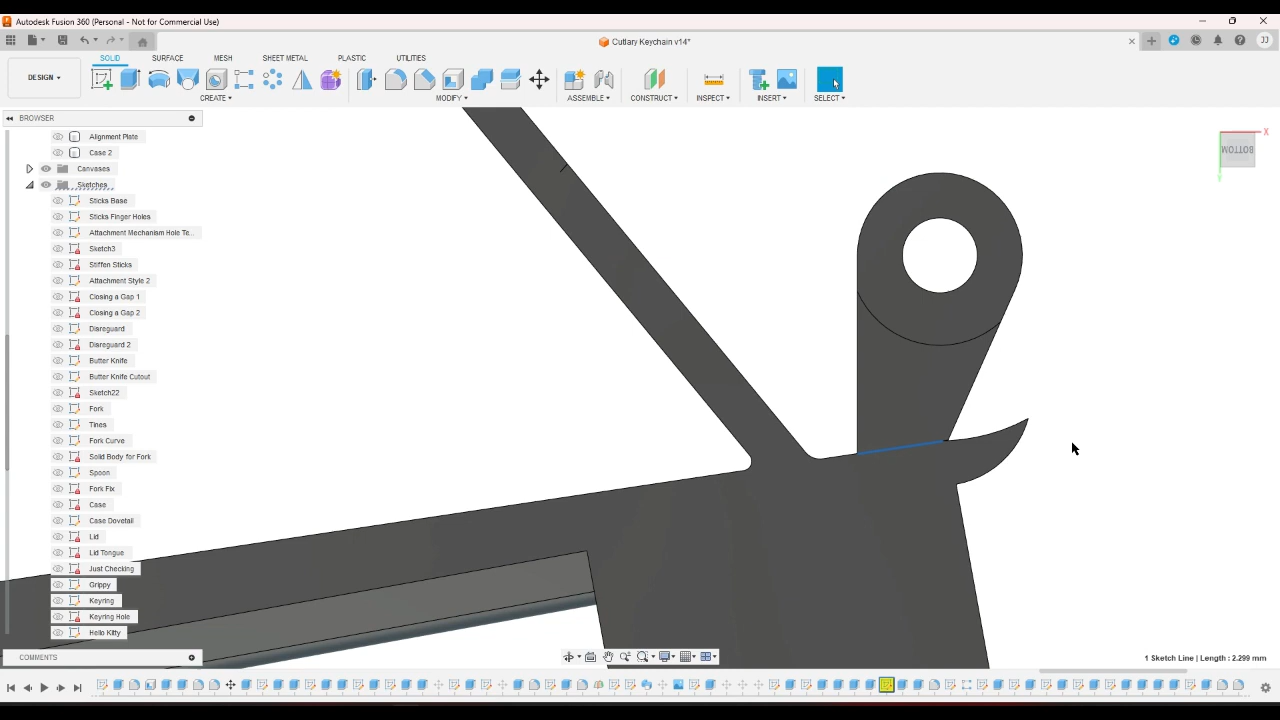 Autodesk Fusion 360 (Personal - Not for Commercial Use)
Cutlary Keychain v14*
JJ
SOLID SURFACE MESH SHEET METAL PLASTIC UTILITIES
DESIGN
CREATE MODIFY ASSEMBLE CONSTRUCT INSPECT INSERT SELECT
BROWSER
Alignment Plate
Case 2
Canvases
Sketches
Sticks Base
Sticks Finger Holes
Attachment Mechanism Hole Te...
Sketch3
Stiffen Sticks
Attachment Style 2
Closing a Gap 1
Closing a Gap 2
Disreguard
Disreguard 2
Butter Knife
Butter Knife Cutout
Sketch22
Fork
Tines
Fork Curve
Solid Body for Fork
Spoon
Fork Fix
Case
Case Dovetail
Lid
Lid Tongue
Just Checking
Grippy
Keyring
Keyring Hole
Hello Kitty
X
BOTTOM
Y
COMMENTS
1 Sketch Line | Length : 2.299 mm